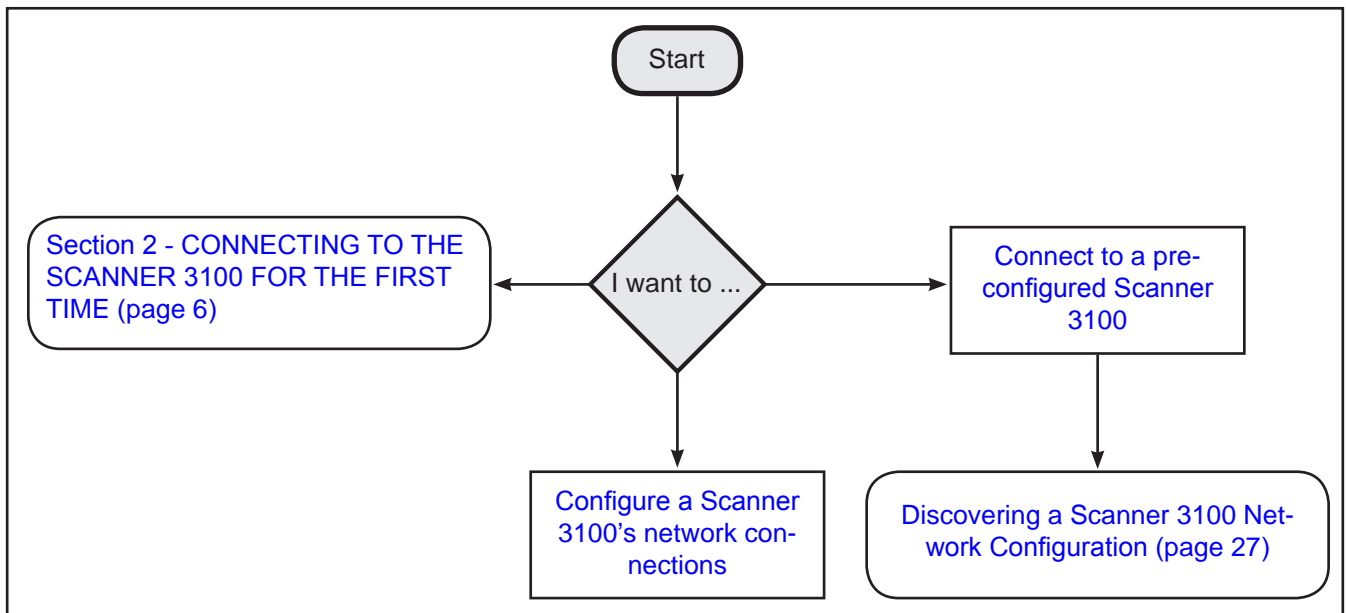 Start
Section 2 - CONNECTING TO THE
SCANNER 3100 FOR THE FIRST
TIME (page 6)
I want to ...
Connect to a pre-
configured Scanner
3100
Configure a Scanner
3100’s network con-
nections
Discovering a Scanner 3100 Net-
work Configuration (page 27)